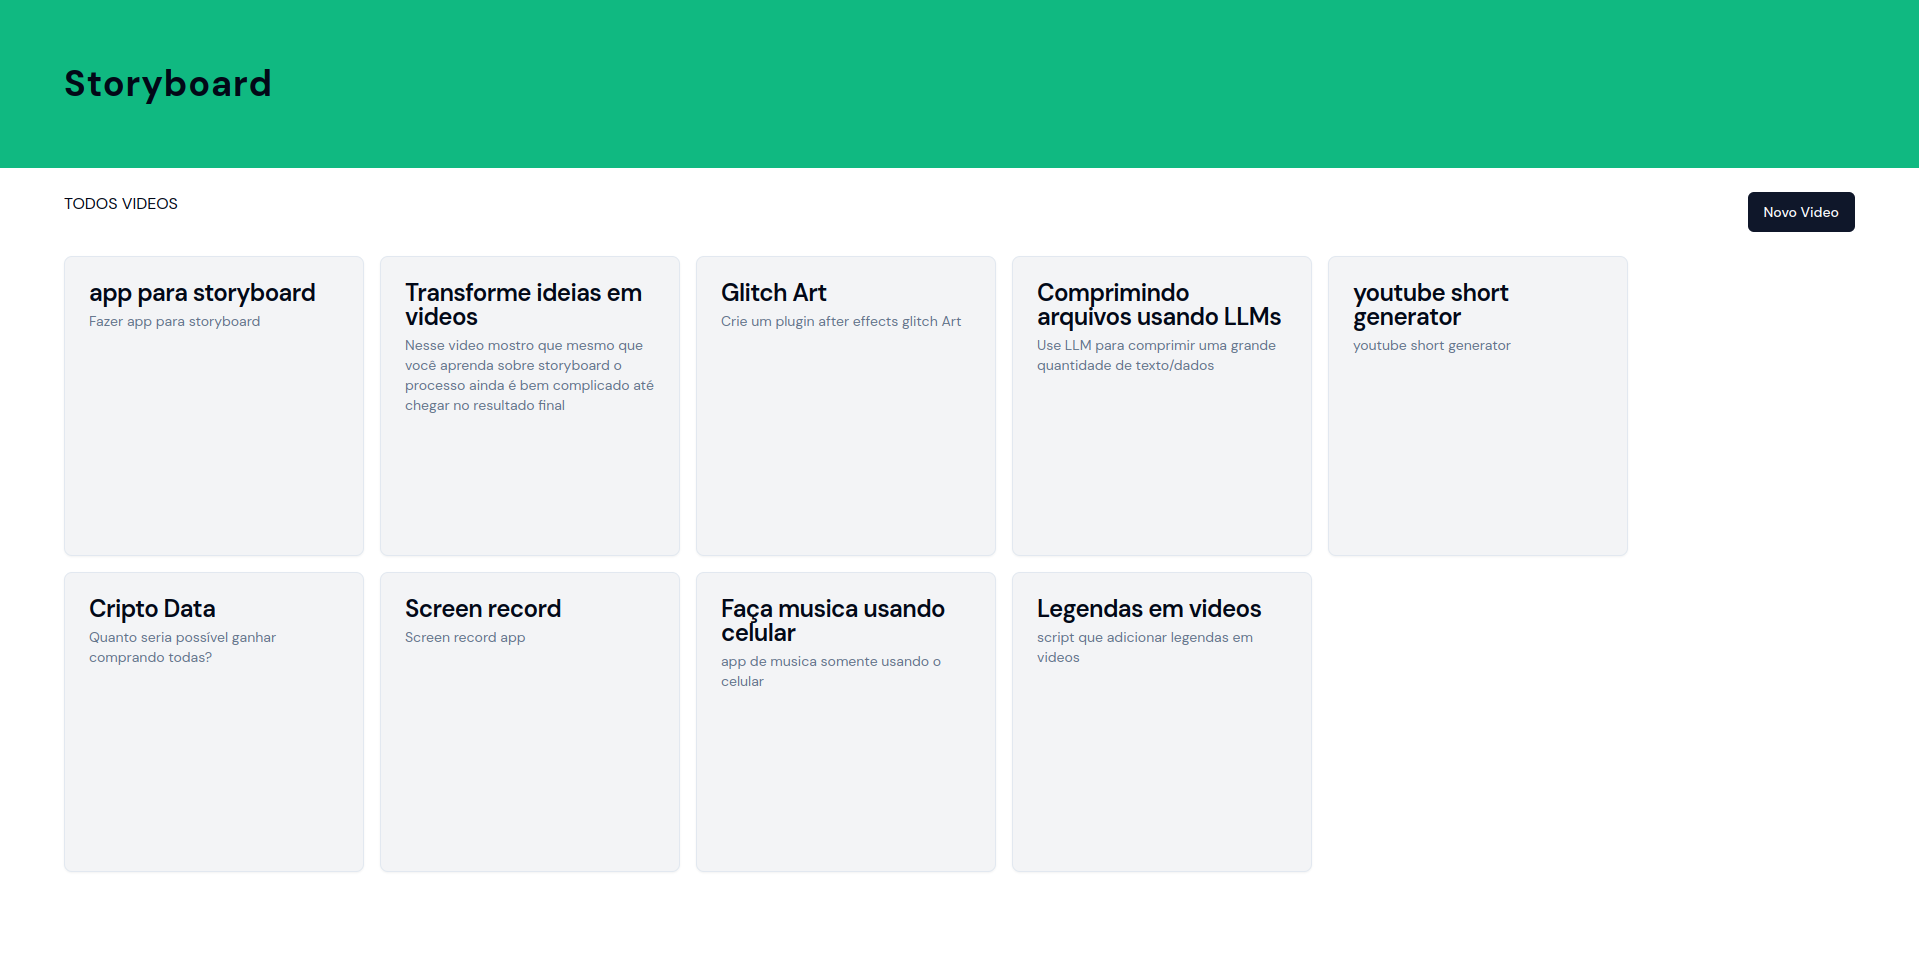 Storyboard
TODOS VIDEOS
Novo Video
app para storyboard
Fazer app para storyboard
Transforme ideias em
videos
Nesse video mostro que mesmo que
você aprenda sobre storyboard o
processo ainda é bem complicado até
chegar no resultado final
Glitch Art
Crie um plugin after effects glitch Art
Comprimindo
arquivos usando LLMs
Use LLM para comprimir uma grande
quantidade de texto/dados
youtube short
generator
youtube short generator
Cripto Data
Quanto seria possível ganhar
comprando todas?
Screen record
Screen record app
Faça musica usando
celular
app de musica somente usando o
celular
Legendas em videos
script que adicionar legendas em
videos